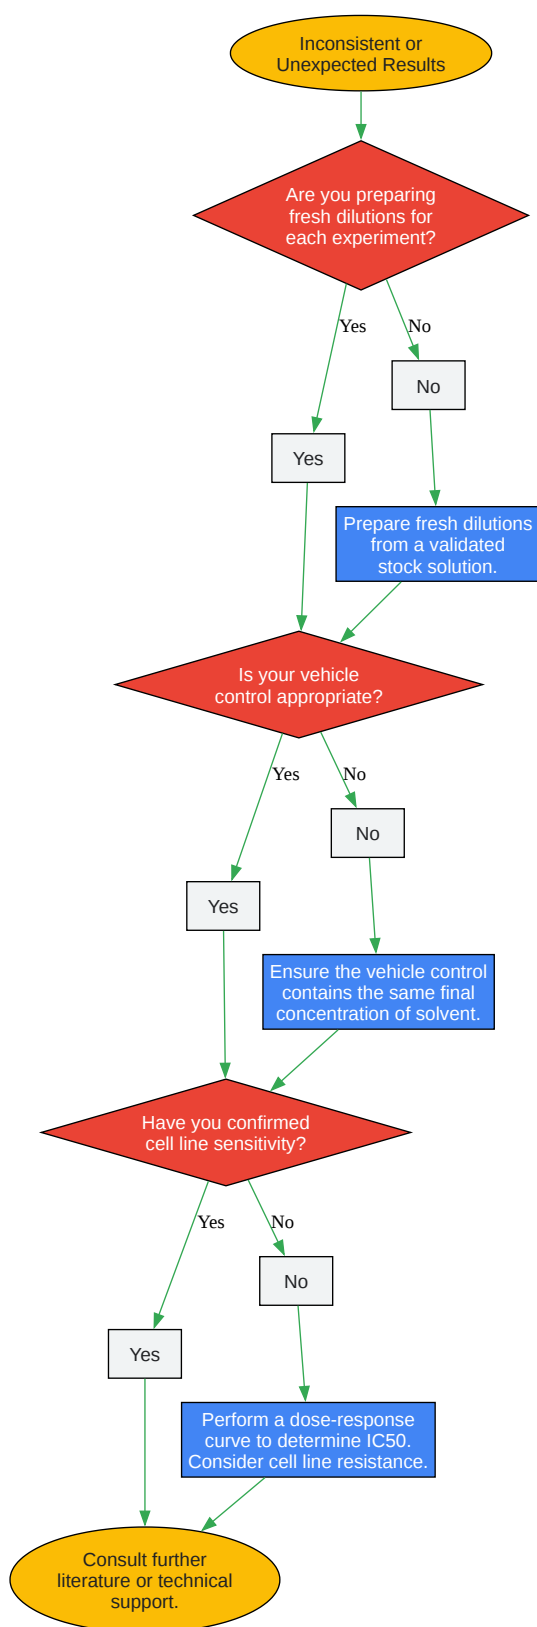 Inconsistent or
Unexpected Results
Are you preparing
fresh dilutions for
each experiment?
Yes
No
No
Yes
Prepare fresh dilutions
from a validated
stock solution.
Is your vehicle
control appropriate?
Yes
No
No
Yes
Ensure the vehicle control
contains the same final
concentration of solvent.
Have you confirmed
cell line sensitivity?
Yes
No
No
Yes
Perform a dose-response
curve to determine IC50.
Consider cell line resistance.
Consult further
literature or technical
support.